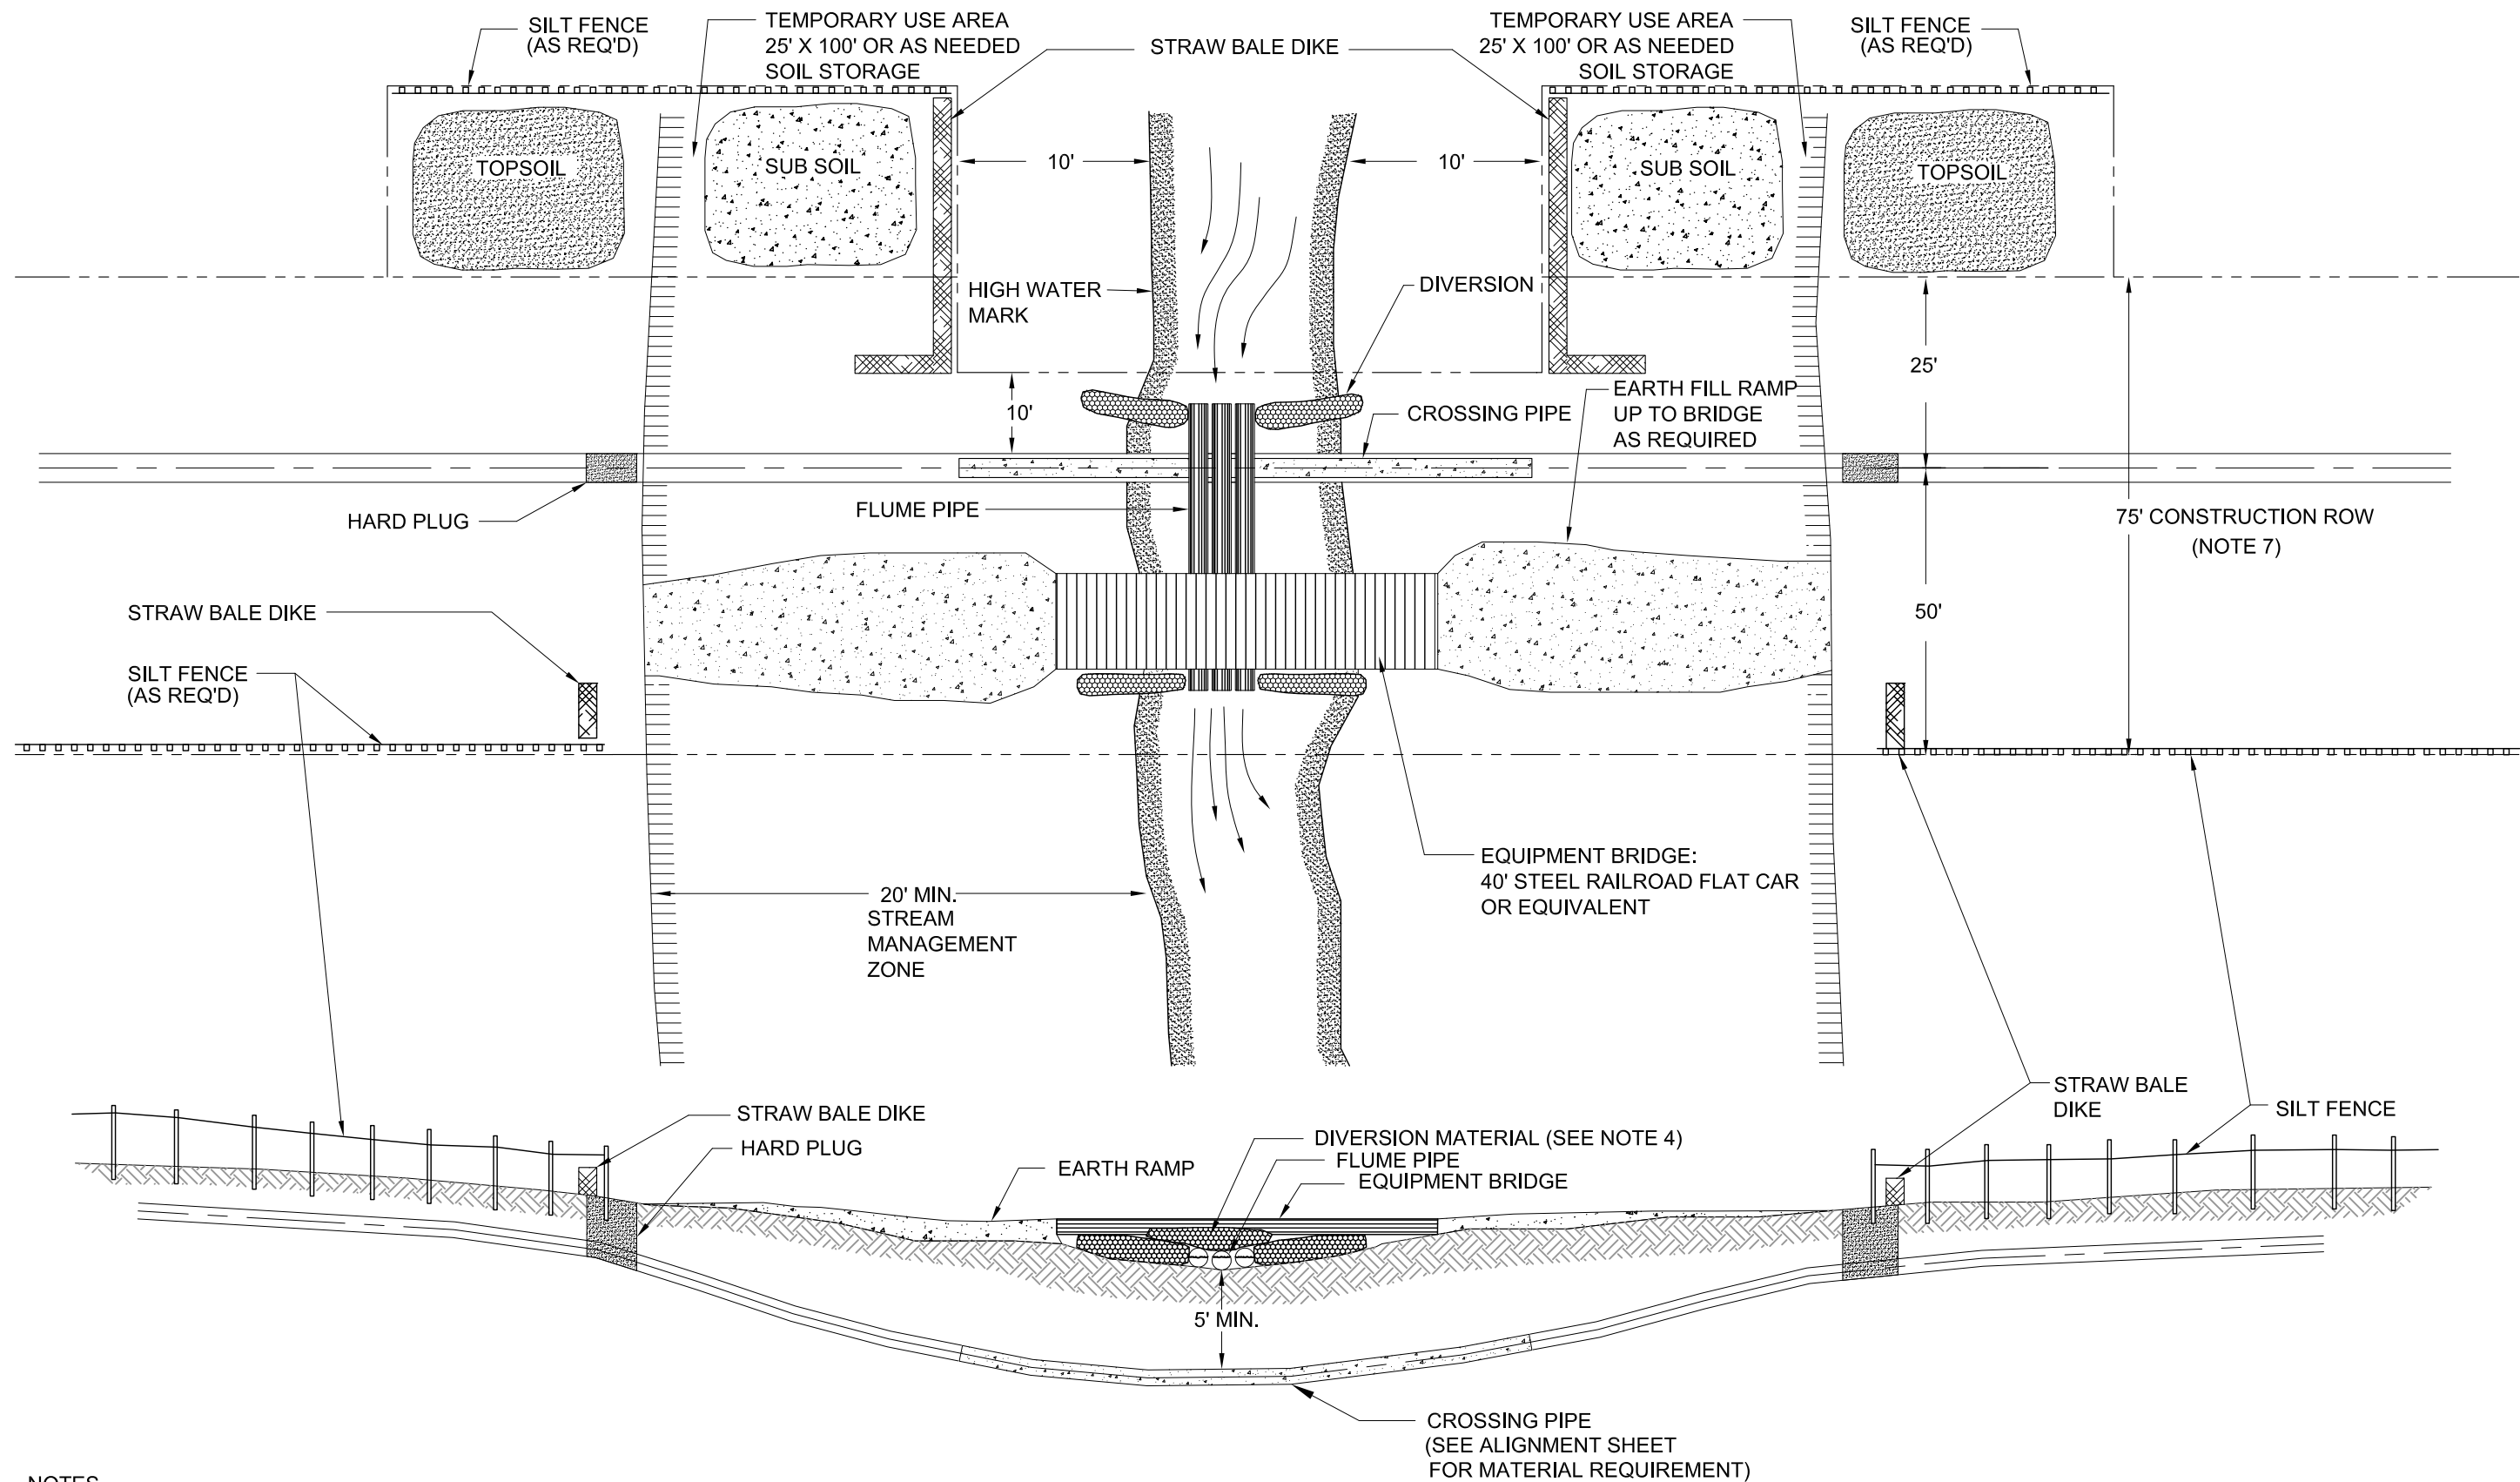 SILT FENCE
(AS REQ'D)
TEMPORARY USE AREA
25' X 100' OR AS NEEDED
SOIL STORAGE
STRAW BALE DIKE
TEMPORARY USE AREA
25' X 100' OR AS NEEDED
SOIL STORAGE
SILT FENCE
(AS REQ'D)
TOPSOIL
SUB SOIL
10'
10'
SUB SOIL
TOPSOIL
HIGH WATER
MARK
DIVERSION
25'
10'
CROSSING PIPE
EARTH FILL RAMP
UP TO BRIDGE
AS REQUIRED
HARD PLUG
FLUME PIPE
75' CONSTRUCTION ROW
(NOTE 7)
STRAW BALE DIKE
50'
SILT FENCE
(AS REQ'D)
EQUIPMENT BRIDGE:
40' STEEL RAILROAD FLAT CAR
OR EQUIVALENT
20' MIN.
STREAM
MANAGEMENT
ZONE
STRAW BALE DIKE
HARD PLUG
EARTH RAMP
DIVERSION MATERIAL (SEE NOTE 4)
FLUME PIPE
EQUIPMENT BRIDGE
STRAW BALE
DIKE
SILT FENCE
5' MIN.
CROSSING PIPE
(SEE ALIGNMENT SHEET
FOR MATERIAL REQUIREMENT)
NOTES